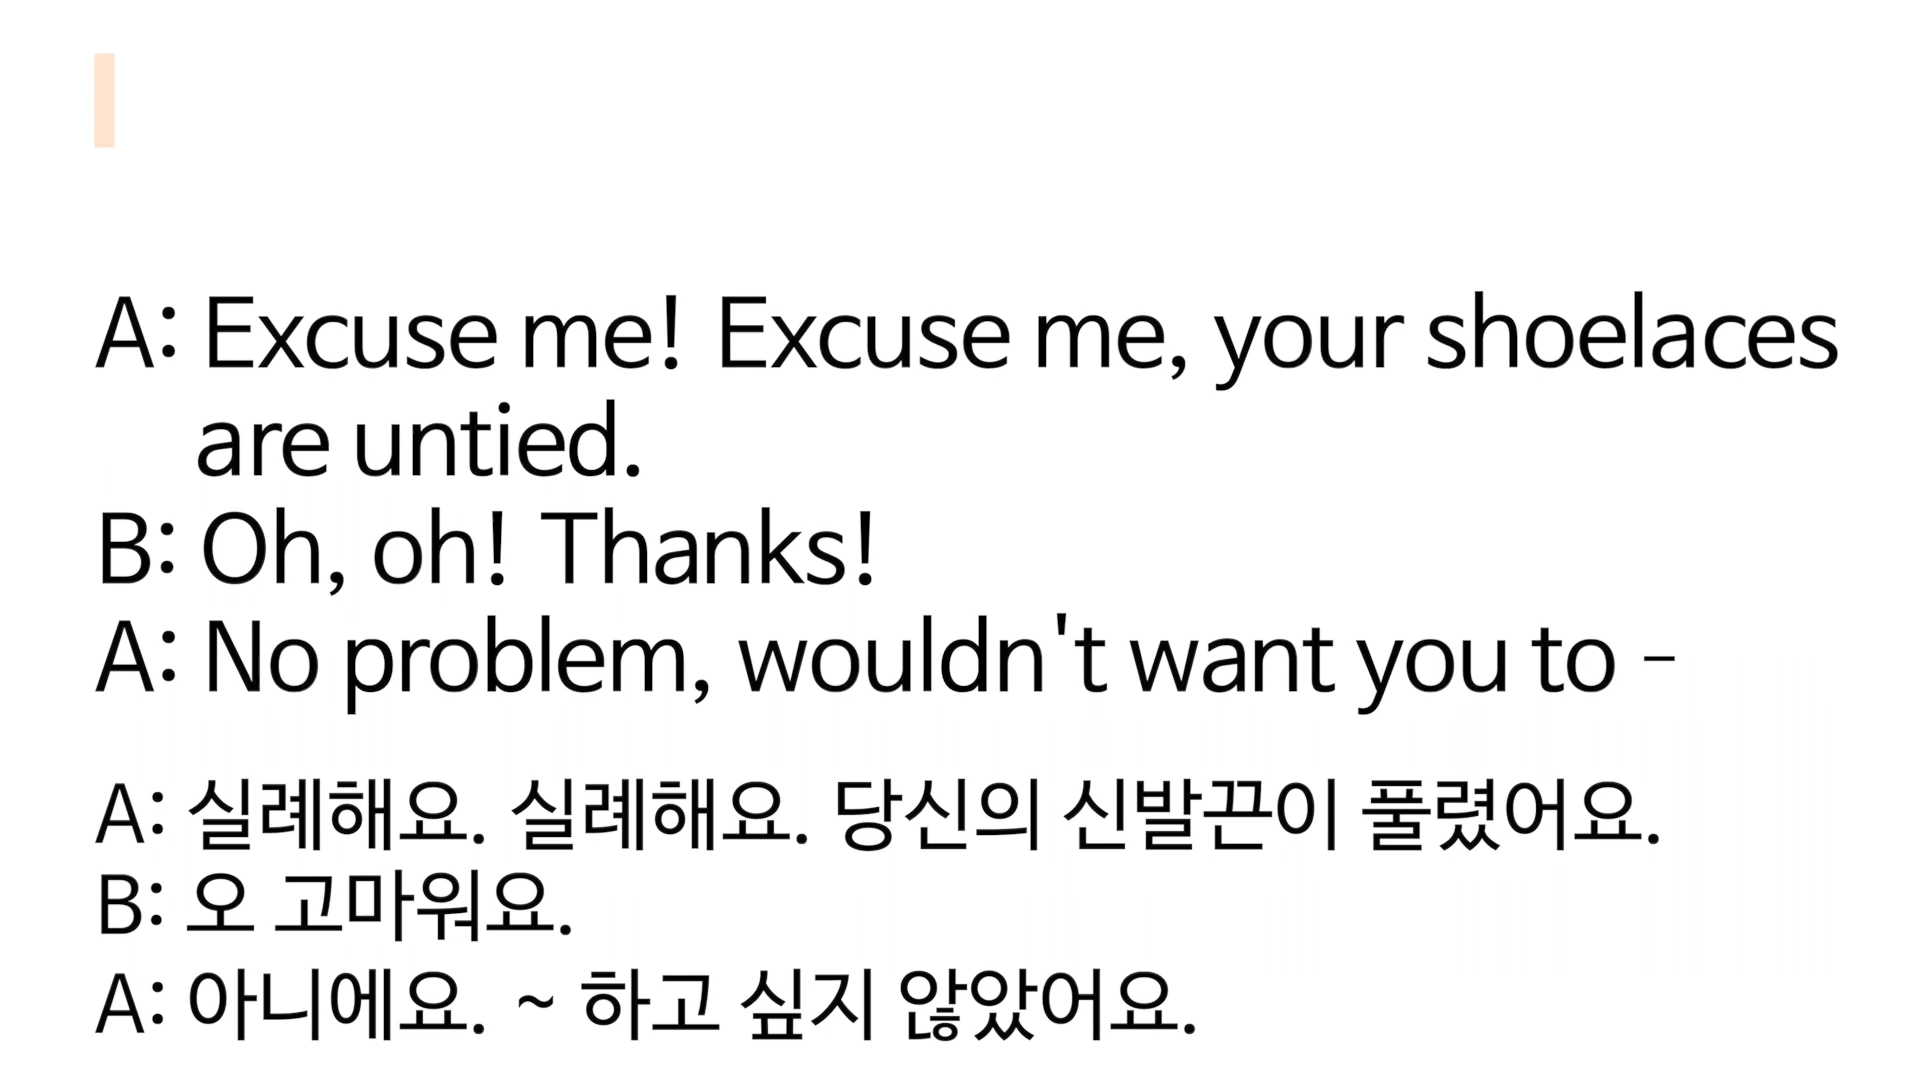 A: Excuse me! Excuse me, your shoelaces
are untied.
B: Oh, oh! Thanks!
A: No problem, wouldn't want you to -
A: 실례해요. 실례해요. 당신의 신발끈이 풀렸어요.
B: 오 고마워요.
A: 아니에요. ~ 하고 싶지 않았어요.